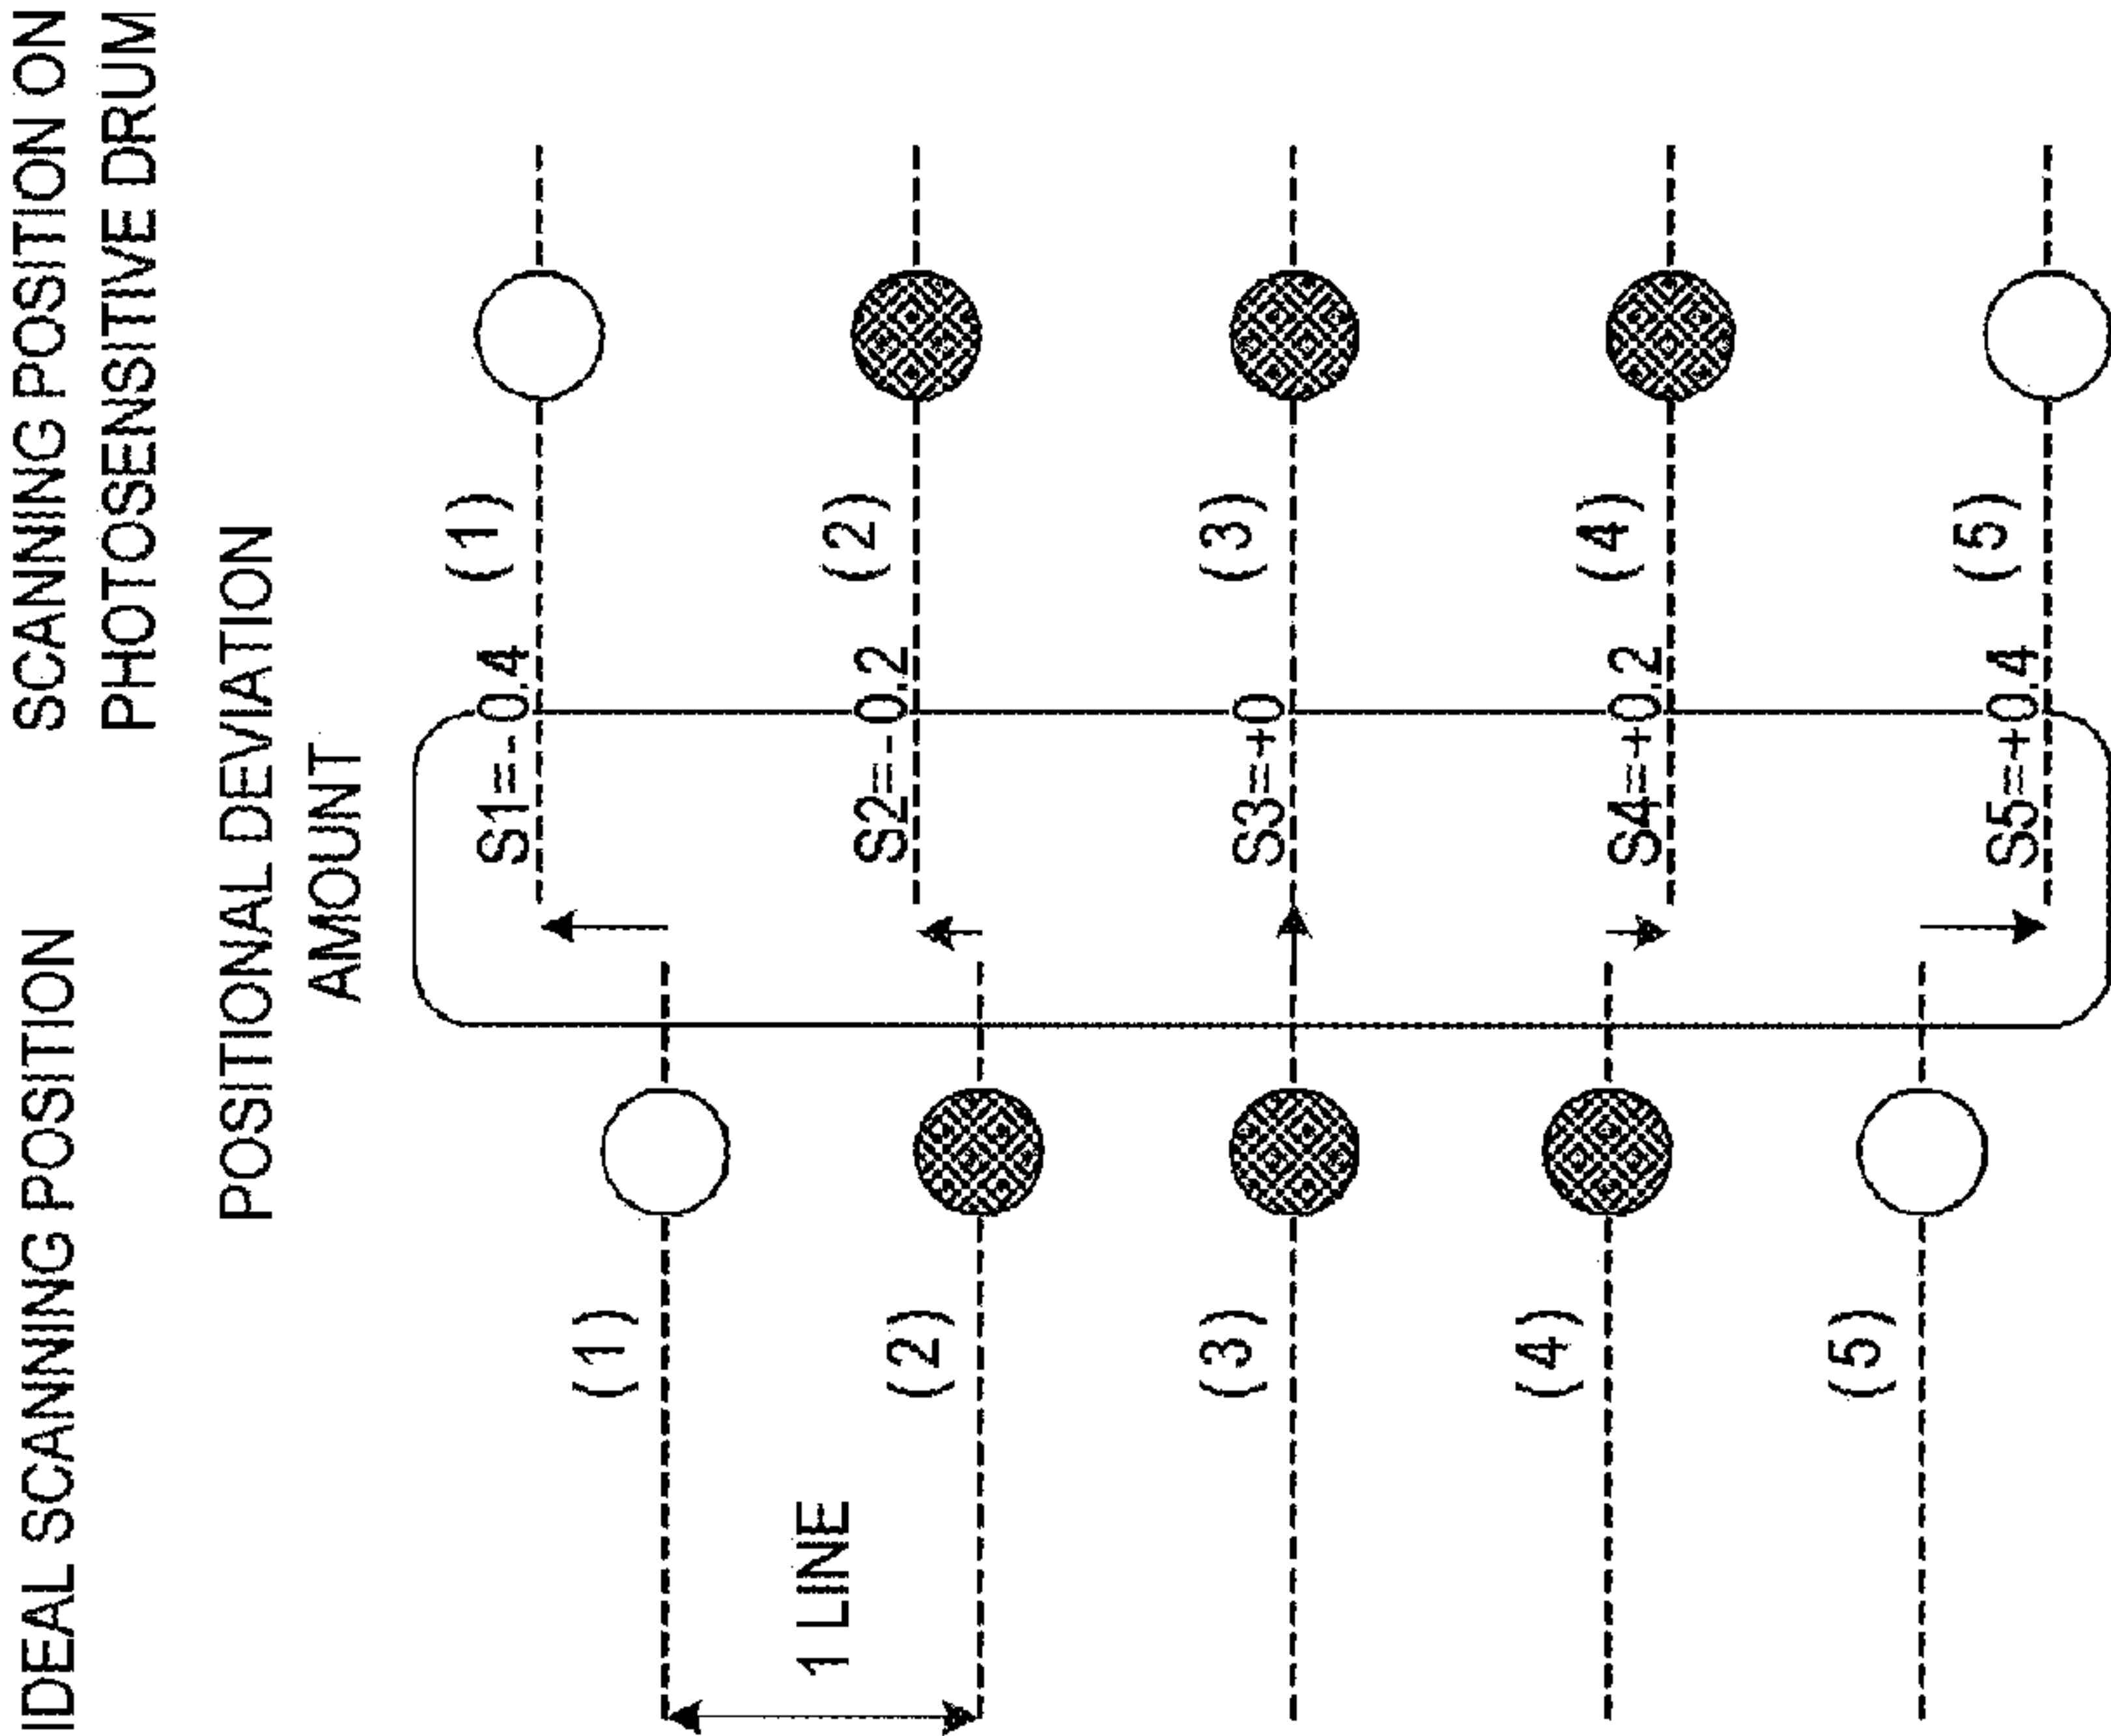 IDEAL SCANNING POSITION
SCANNING POSITION ON
PHOTOSENSITIVE DRUM
POSITIONAL DEVIATION
AMOUNT
1 LINE
(1)
(2)
(3)
(4)
(5)
S1=- 0.4
S2=- 0.2
S3=+0
S4=+0.2
S5=+0.4
(1)
(2)
(3)
(4)
(5)